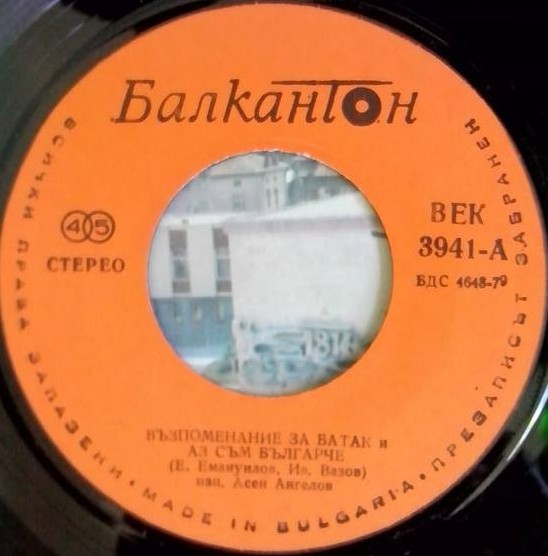 БалканТон
45
СТЕРЕО
ВЕК
3941-А
БДС 4648-79
ВЪЗПОМЕНАНИЕ ЗА БАТАК и
АЗ СЪМ БЪЛГАРЧЕ
(Е. Емануилов, Ив. Вазов)
изп. Асен Ангелов
ВСИЧКИ ПРАВА ЗАПАЗЕНИ • MADE IN BULGARIA • ПРЕЗАПИСЪТ ЗАБРАНЕН